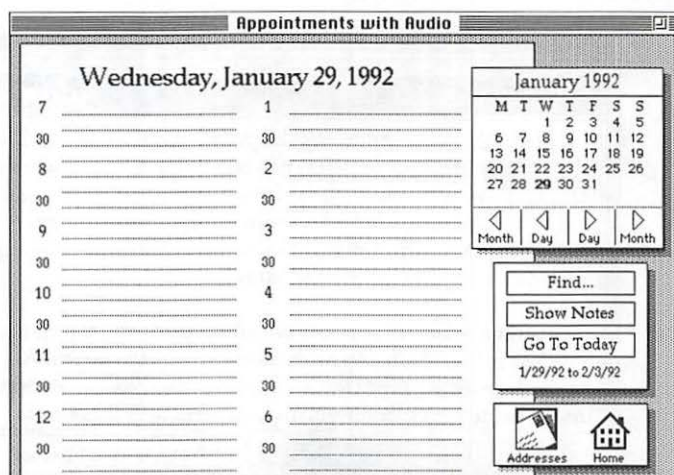 Appointments with Audio
Wednesday, January 29, 1992
7
30
8
30
9
30
10
30
11
30
12
30
1
30
2
30
3
30
4
30
5
30
6
30
January 1992
M T W T F S S
1 2 3 4 5
6 7 8 9 10 11 12
13 14 15 16 17 18 19
20 21 22 23 24 25 26
27 28 29 30 31
Month Day Day Month
Find...
Show Notes
Go To Today
1/29/92 to 2/3/92
Addresses Home